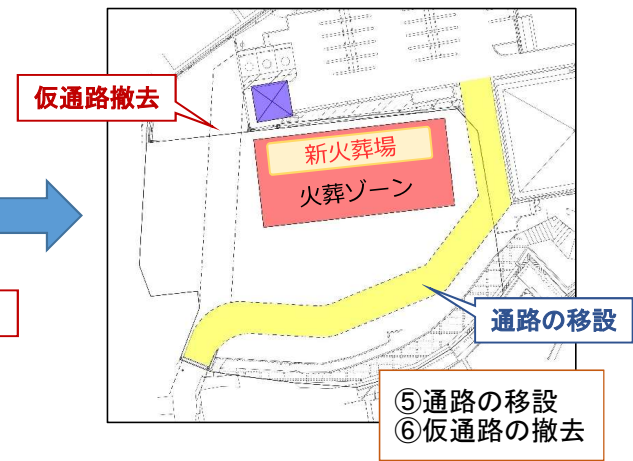 仮通路撤去
新火葬場
火葬ゾーン
通路の移設
⑤通路の移設
⑥仮通路の撤去